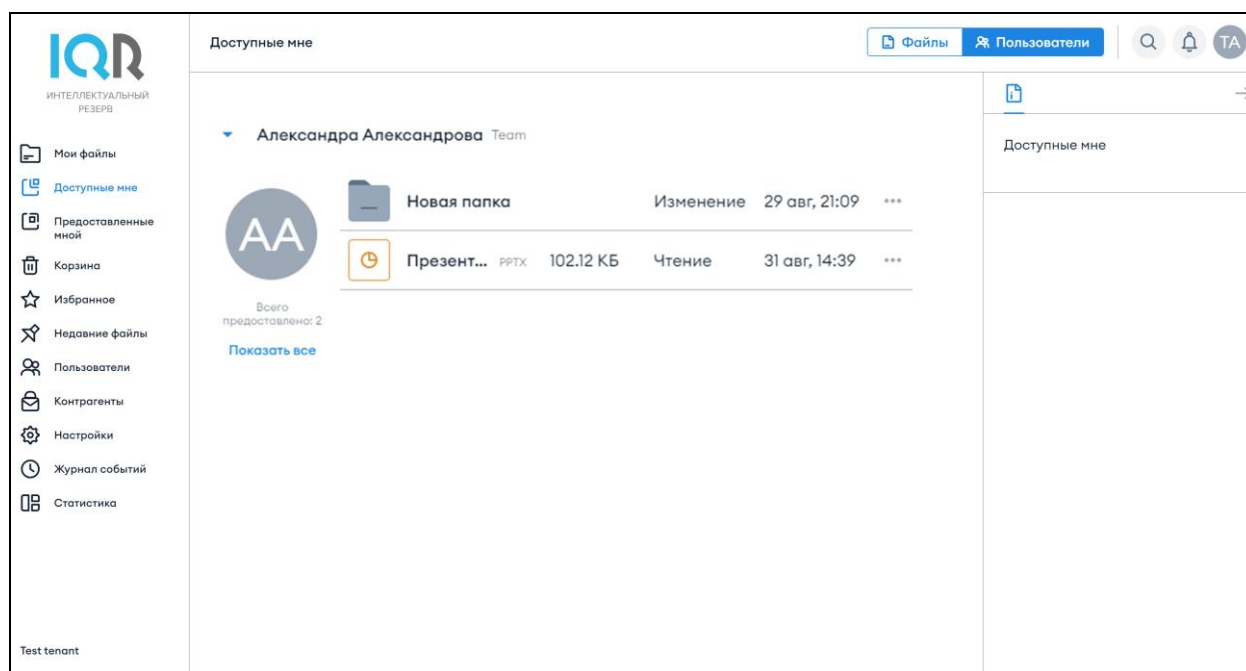 IQR
ИНТЕЛЛЕКТУАЛЬНЫЙ
РЕЗЕРВ
Мои файлы
Доступные мне
Предоставленные
мной
Корзина
Избранное
Недавние файлы
Пользователи
Контрагенты
Настройки
Журнал событий
Статистика
Test tenant
Доступные мне
Файлы
Пользователи
TA
Александра Александрова Team
AA
Всего
предоставлено: 2
Показать все
Новая папка Изменение 29 авг, 21:09
Презент... PPTX 102.12 КБ Чтение 31 авг, 14:39
Доступные мне